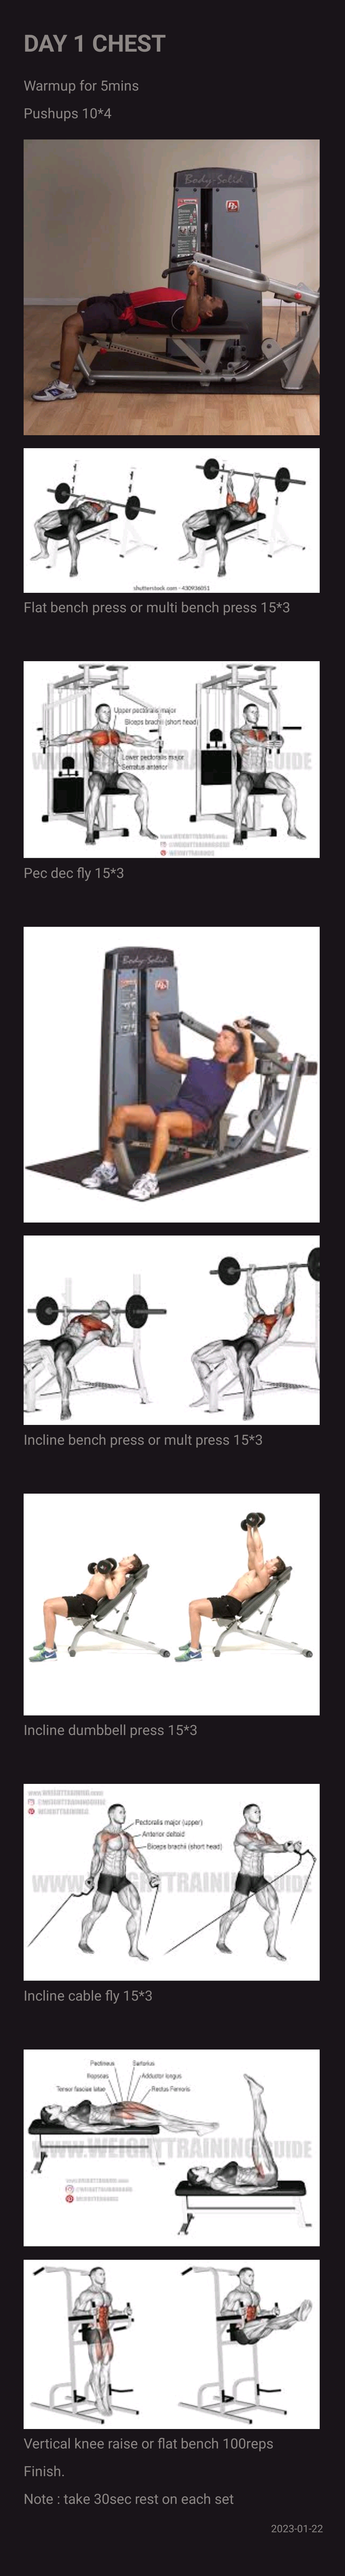 DAY 1 CHEST
Warmup for 5mins
Pushups 10*4
Body-Solid
shutterstock.com · 430936051
Flat bench press or multi bench press 15*3
Upper pectoralis major
Biceps brachii (short head)
Lower pectoralis major
Serratus anterior
Pec dec fly 15*3
Body-Solid
Incline bench press or mult press 15*3
Incline dumbbell press 15*3
WWW.WEIGHTTRAINING.GUIDE
Pectoralis major (upper)
Anterior deltoid
Biceps brachii (short head)
Incline cable fly 15*3
Pectineus
Sartorius
Iliopsoas
Adductor longus
Tensor fasciae latae
Rectus Femoris
WWW.WEIGHTTRAINING.GUIDE
Vertical knee raise or flat bench 100reps
Finish.
Note : take 30sec rest on each set
2023-01-22